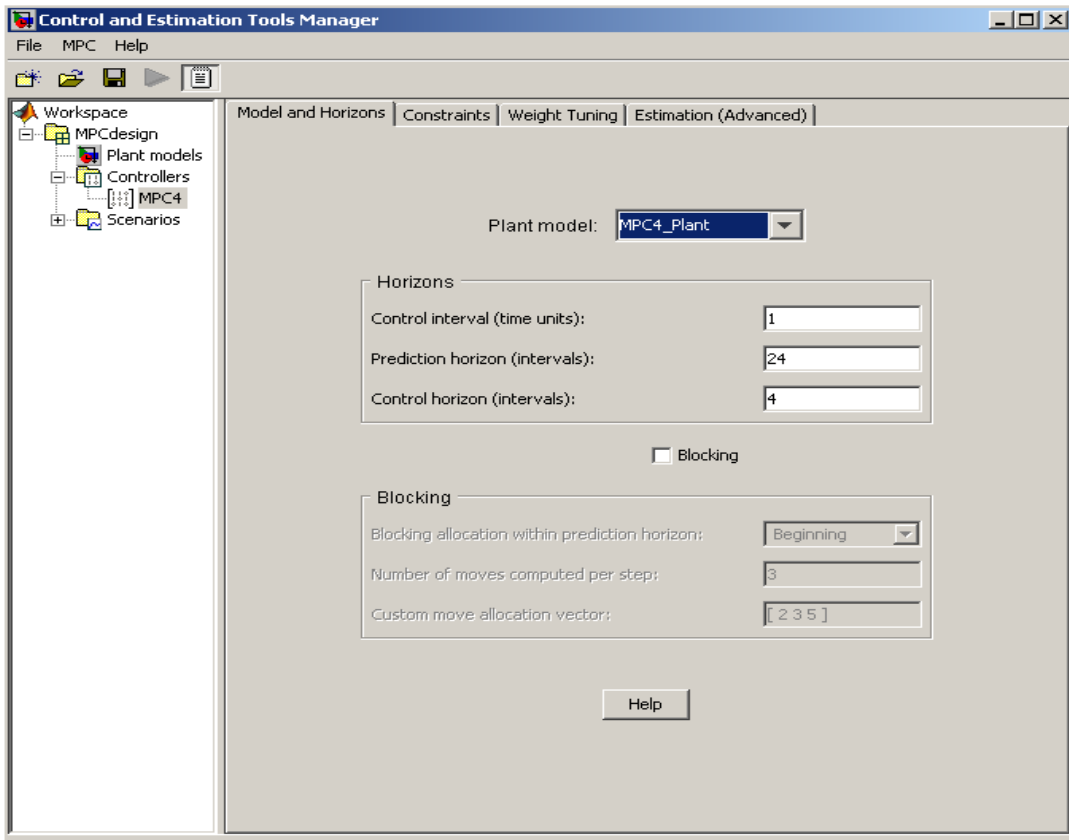 Control and Estimation Tools Manager
File MPC Help
Workspace
MPCdesign
Plant models
Controllers
MPC4
Scenarios
Model and Horizons Constraints Weight Tuning Estimation (Advanced)
Plant model: MPC4_Plant
Horizons
Control interval (time units): 1
Prediction horizon (intervals): 24
Control horizon (intervals): 4
Blocking
Blocking
Blocking allocation within prediction horizon: Beginning
Number of moves computed per step: 3
Custom move allocation vector: [ 2 3 5 ]
Help